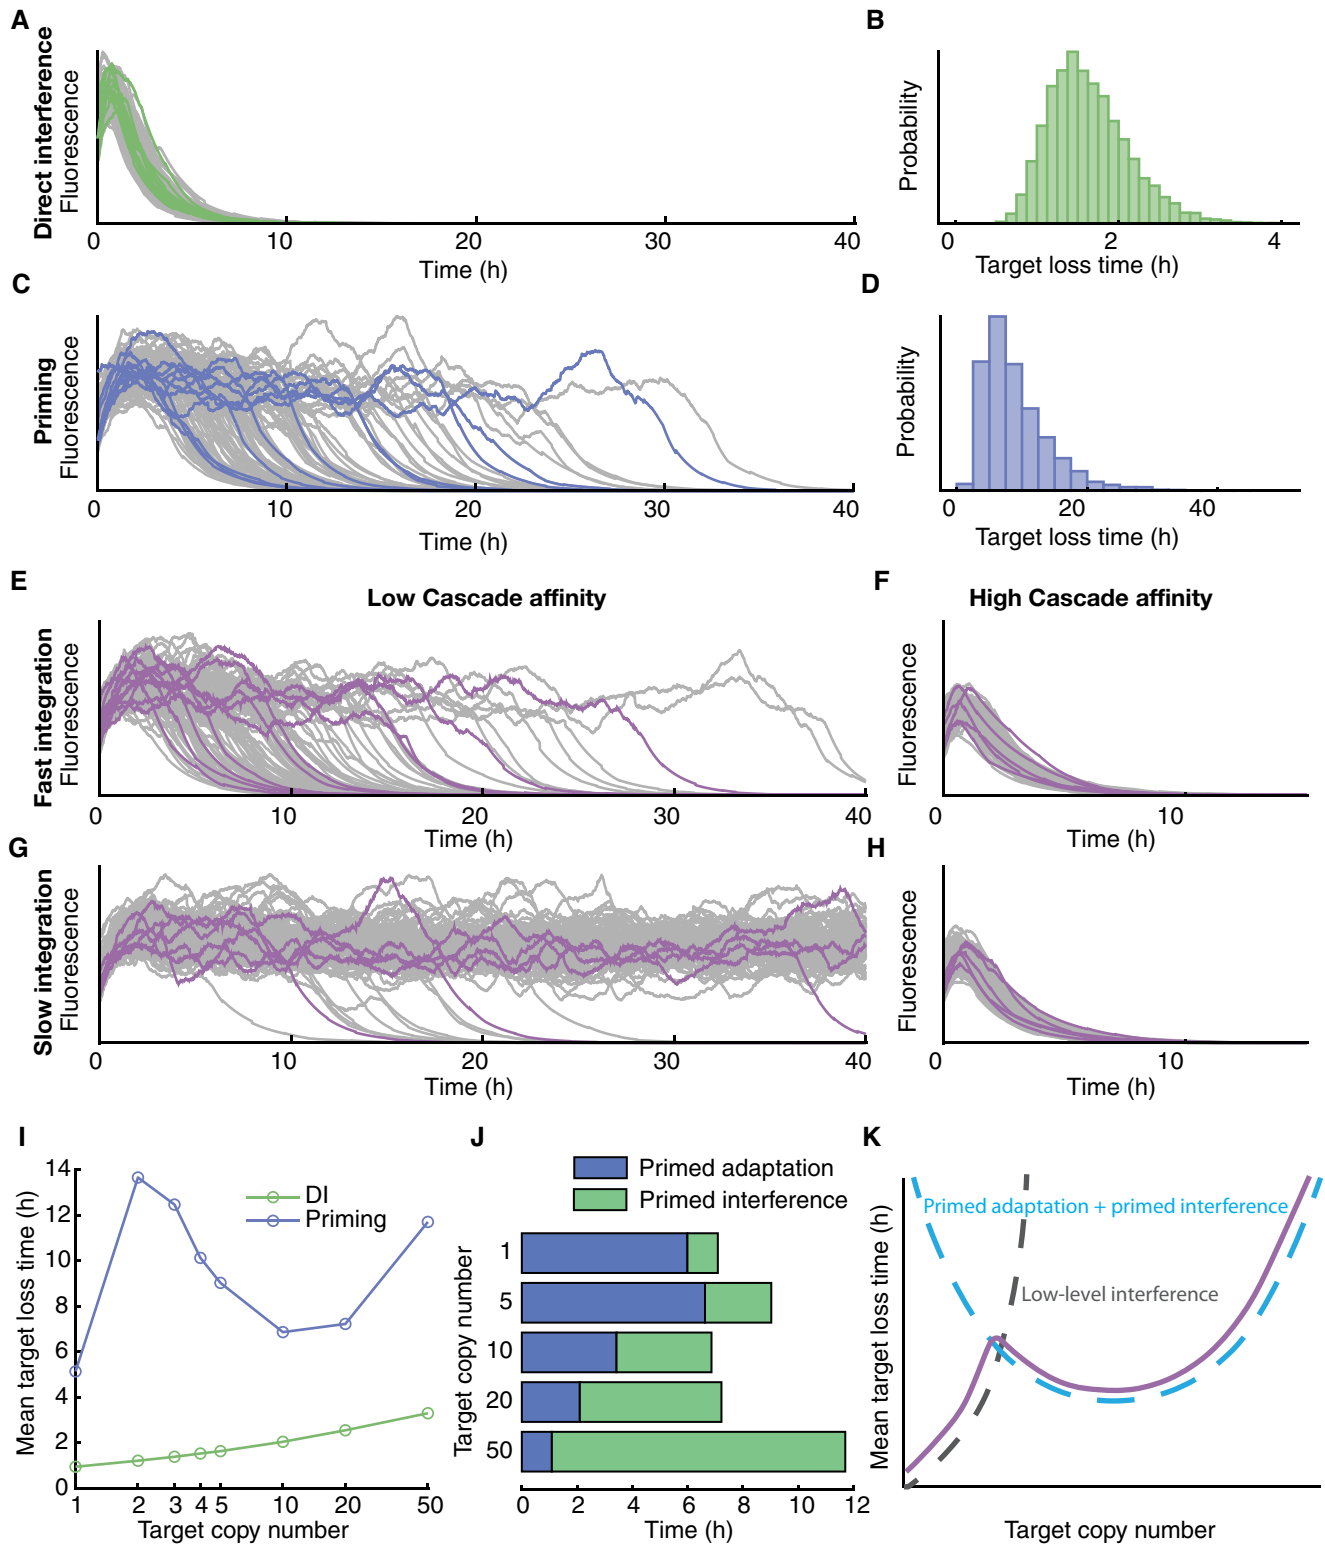 A
Direct interference
Fluorescence
0 10 20 30 40
Time (h)
B
Probability
0 2 4
Target loss time (h)
C
Priming
Fluorescence
0 10 20 30 40
Time (h)
D
Probability
0 20 40
Target loss time (h)
E
Low Cascade affinity
Fast integration
Fluorescence
0 10 20 30 40
Time (h)
F
High Cascade affinity
Fluorescence
0 10
Time (h)
G
Slow integration
Fluorescence
0 10 20 30 40
Time (h)
H
Fluorescence
0 10
Time (h)
I
Mean target loss time (h)
14
12
10
8
6
4
2
0
DI
Priming
1 2 3 4 5 10 20 50
Target copy number
J
Primed adaptation
Primed interference
Target copy number
1
5
10
20
50
0 2 4 6 8 10 12
Time (h)
K
Mean target loss time (h)
Primed adaptation + primed interference
Low-level interference
Target copy number